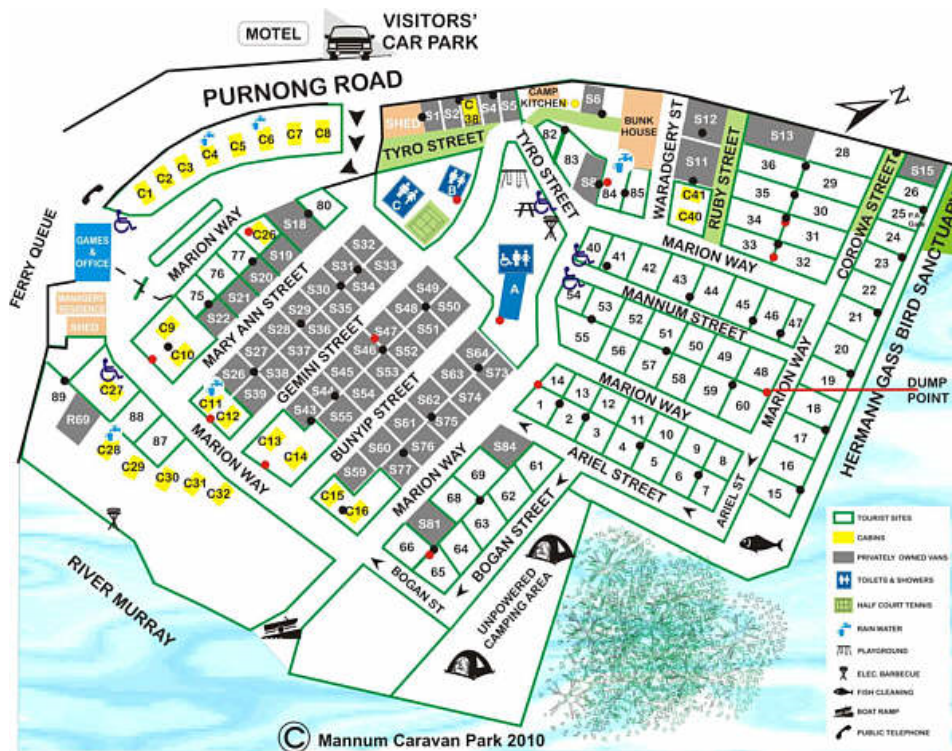 MOTEL
VISITORS'
CAR PARK
PURNONG ROAD
N
SHED
S1
S2
C
38
S4
S5
CAMP
KITCHEN
S6
BUNK
HOUSE
TYRO STREET
TYRO STREET
WARADGERY ST
RUBY STREET
S12
S11
C41
C40
S13
28
36
29
35
30
34
31
33
32
COROWA STREET
S15
26
25
24
23
22
21
20
19
18
17
16
15
HERMANN GASS BIRD SANCTUARY
82
83
S8
84
85
C1
C2
C3
C4
C5
C6
C7
C8
FERRY QUEUE
GAMES
& OFFICE
MANAGERS
RESIDENCE
SHED
MARION WAY
C26
S18
80
77
S19
76
S20
75
S21
S22
C9
C10
MARY ANN STREET
S32
S31
S33
S30
S34
S29
S35
S28
S36
S27
S37
S26
S38
S39
C11
C12
GEMINI STREET
S49
S48
S50
S47
S51
S46
S52
S45
S53
S44
S54
S43
S55
C13
C14
BUNYIP STREET
S64
S63
S73
S62
S74
S61
S75
S60
S76
S59
S77
C15
C16
C
B
A
MARION WAY
40
41
42
43
44
45
46
47
MANNUM STREET
54
53
52
51
50
49
48
55
56
57
58
59
60
MARION WAY
DUMP
POINT
MARION WAY
14
13
12
11
10
9
8
1
2
3
4
5
6
7
ARIEL STREET
ARIEL ST
MARION WAY
S84
69
61
68
62
S81
63
66
64
65
BOGAN STREET
BOGAN ST
89
C27
R69
88
87
C28
C29
C30
C31
C32
MARION WAY
RIVER MURRAY
UNPOWERED
CAMPING AREA
TOURIST SITES
CABINS
PRIVATELY OWNED VANS
TOILETS & SHOWERS
HALF COURT TENNIS
RAIN WATER
PLAYGROUND
ELEC. BARBECUE
FISH CLEANING
BOAT RAMP
PUBLIC TELEPHONE
© Mannum Caravan Park 2010